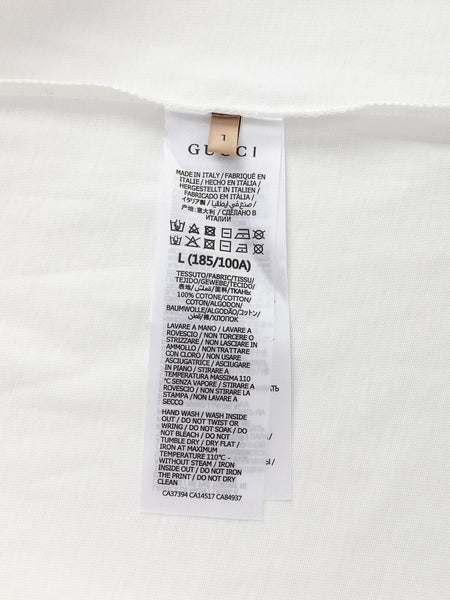 L
GUCCI
MADE IN ITALY / FABRIQUÉ EN
ITALIE / HECHO EN ITÁLIA /
HERGESTELLT IN ITALIEN /
FABRICADO EM ITÁLIA /
イタリア製 / صنع في إيطاليا /
产地: 意大利 / СДЕЛАНО В
ИТАЛИИ
L (185/100A)
TESSUTO/FABRIC/TISSU/
TEJIDO/GEWEBE/TECIDO/
表地/قماش/面料/ТКАНЬ
100% COTONE/COTTON/
COTON/ALGODON/
BAUMWOLLE/ALGODÃO/コットン/
قطن/棉/ХЛОПОК
LAVARE A MANO / LAVARE A
ROVESCIO / NON TORCERE O
STRIZZARE / NON LASCIARE IN
AMMOLLO / NON TRATTARE
CON CLORO / NON USARE
ASCIUGATRICE / ASCIUGARE
IN PIANO / STIRARE A
TEMPERATURA MASSIMA 110
°C SENZA VAPORE / STIRARE A
ROVESCIO / NON STIRARE LA
STAMPA /NON LAVARE A
SECCO
HAND WASH / WASH INSIDE
OUT / DO NOT TWIST OR
WRING / DO NOT SOAK / DO
NOT BLEACH / DO NOT
TUMBLE DRY / DRY FLAT /
IRON AT MAXIMUM
TEMPERATURE 110°C –
WITHOUT STEAM / IRON
INSIDE OUT / DO NOT IRON
THE PRINT / DO NOT DRY
CLEAN
CA37394 CA14517 CA84937